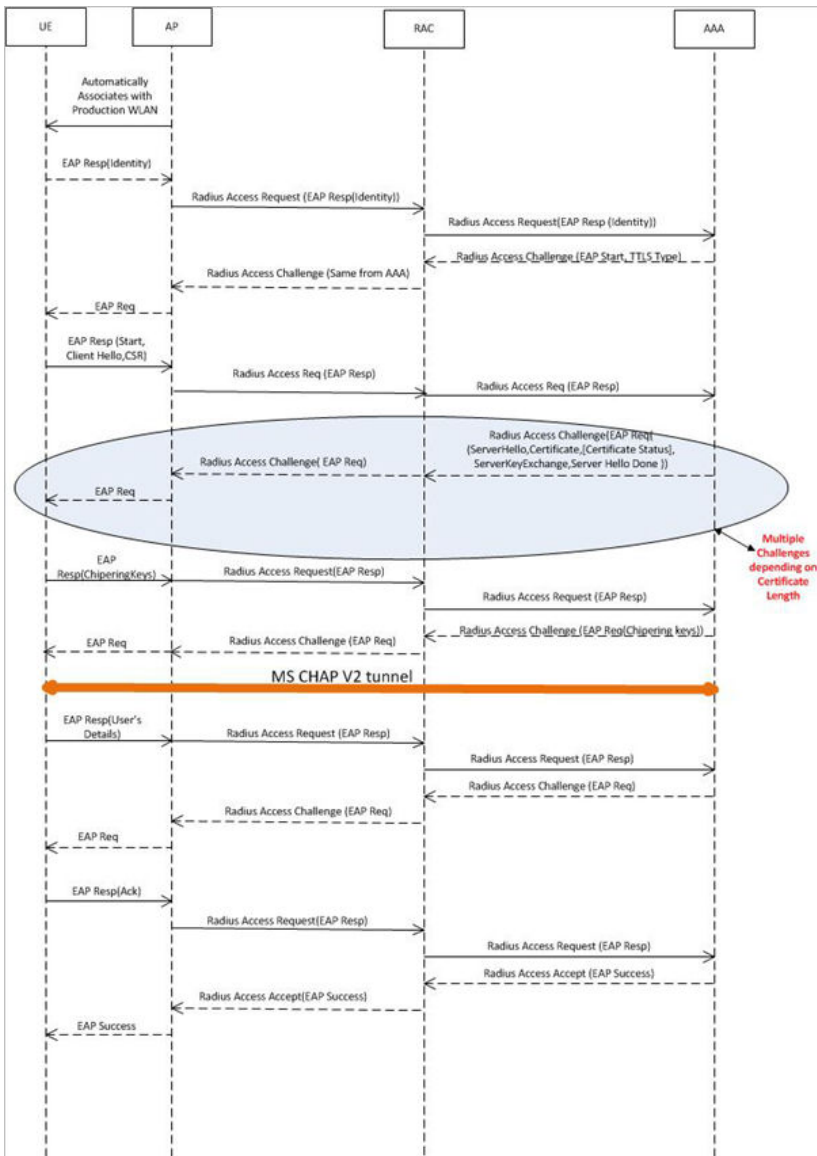 UE
AP
RAC
AAA
Automatically
Associates with
Production WLAN
EAP Resp(Identity)
Radius Access Request (EAP Resp(Identity))
Radius Access Request(EAP Resp (Identity))
Radius Access Challenge (EAP Start, TTLS Type)
Radius Access Challenge (Same from AAA)
EAP Req
EAP Resp (Start,
Client Hello,CSR)
Radius Access Req (EAP Resp)
Radius Access Req (EAP Resp)
Radius Access Challenge(EAP Req(
(ServerHello,Certificate,[Certificate Status],
ServerKeyExchange,Server Hello Done ))
Radius Access Challenge( EAP Req)
EAP Req
Multiple
Challenges
depending on
Certificate
Length
EAP
Resp(ChiperingKeys)
Radius Access Request(EAP Resp)
Radius Access Request (EAP Resp)
Radius Access Challenge (EAP Req(Chipering keys))
Radius Access Challenge (EAP Req)
EAP Req
MS CHAP V2 tunnel
EAP Resp(User's
Details)
Radius Access Request (EAP Resp)
Radius Access Request (EAP Resp)
Radius Access Challenge (EAP Req)
Radius Access Challenge (EAP Req)
EAP Req
EAP Resp(Ack)
Radius Access Request(EAP Resp)
Radius Access Request (EAP Resp)
Radius Access Accept (EAP Success)
Radius Access Accept(EAP Success)
EAP Success